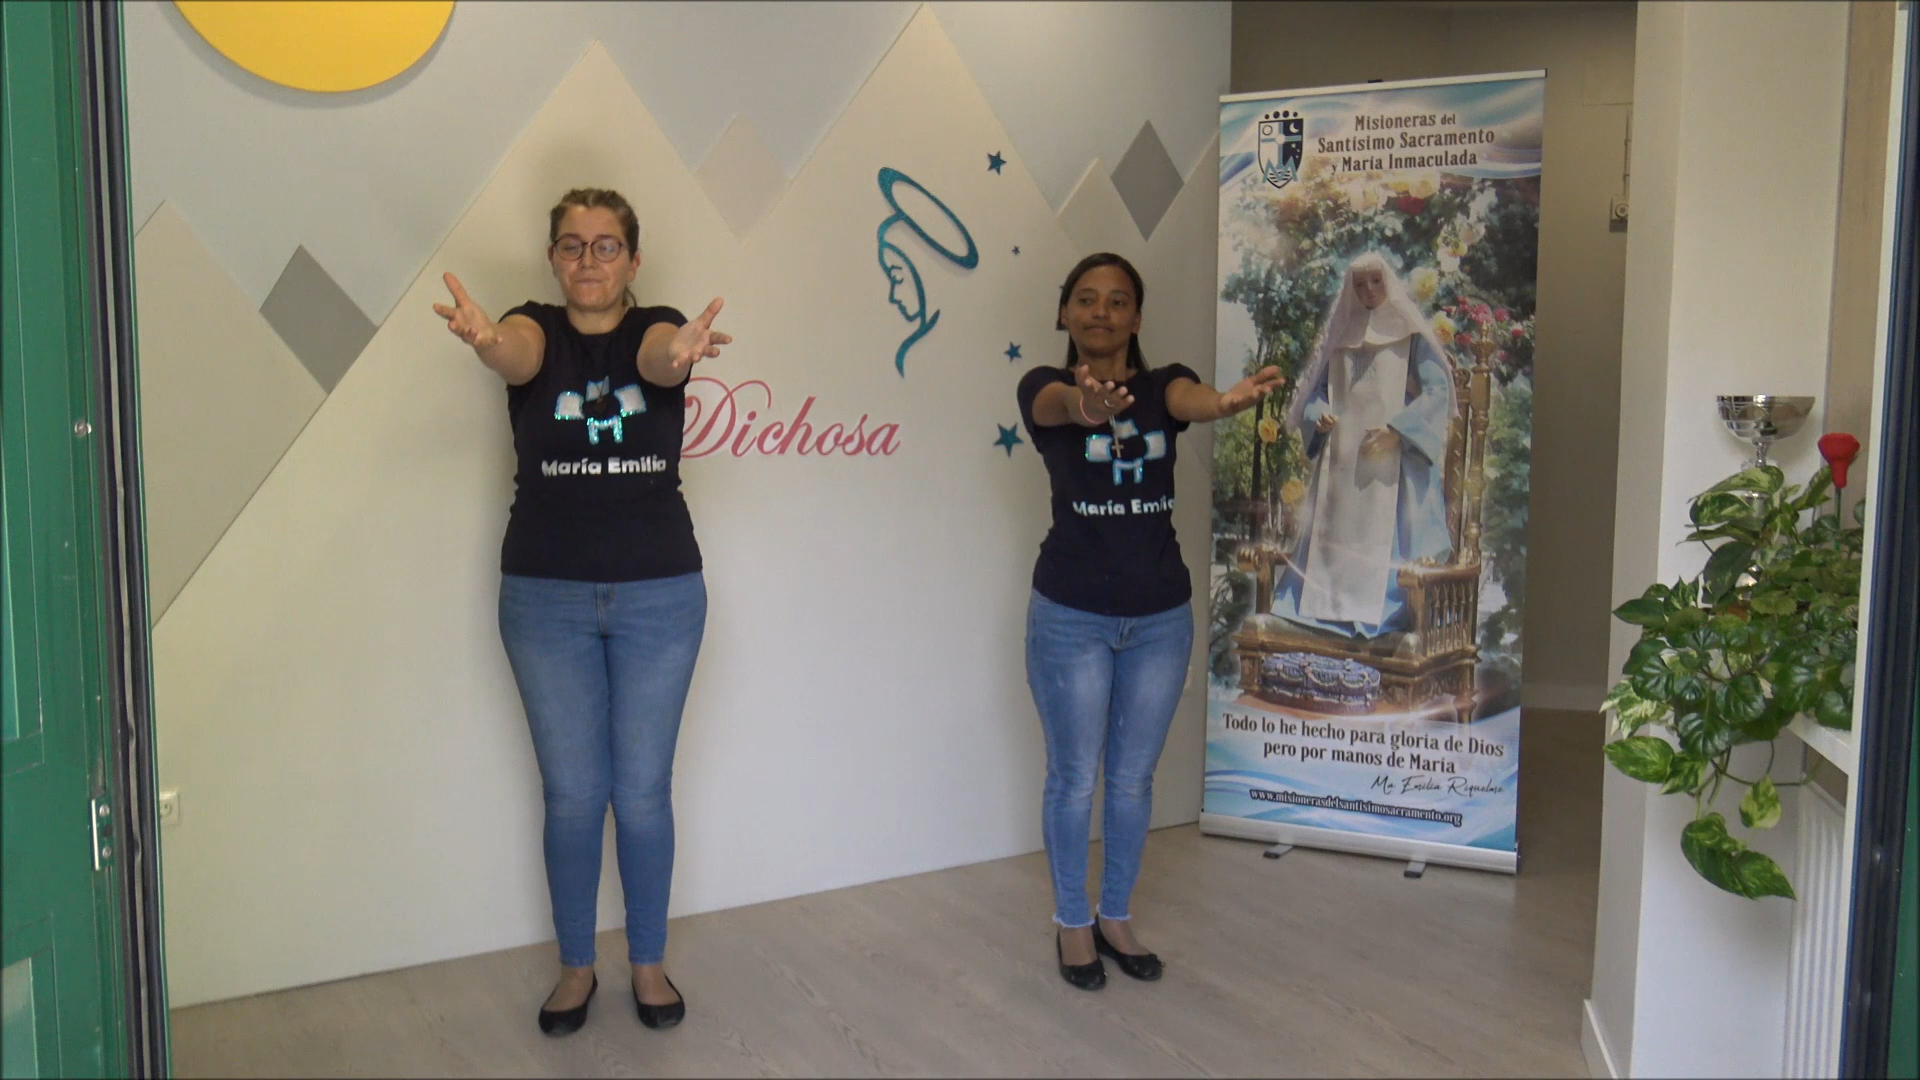 Misioneras del
Santísimo Sacramento
y María Inmaculada
Dichosa
María Emilia
María Emilia
Todo lo he hecho para gloria de Dios
pero por manos de María
Ma Emilia Riquelme
www.misionerasdelsantisimosacramento.org